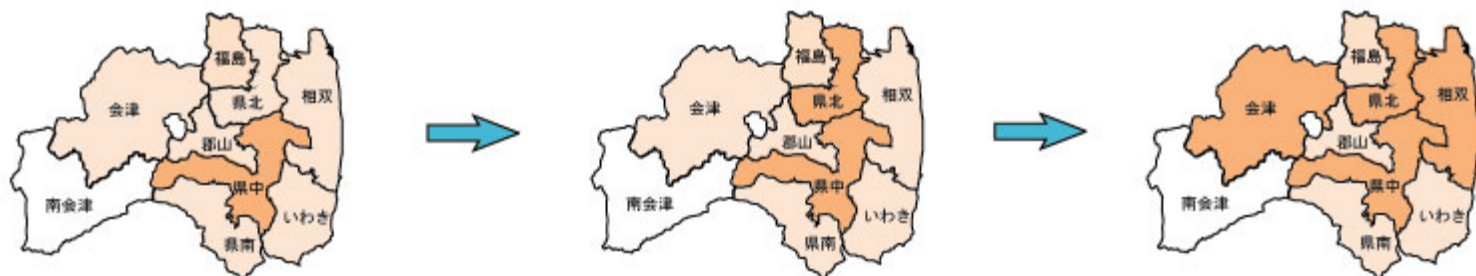 福島
県北
相双
会津
郡山
県中
南会津
いわき
県南
福島
県北
相双
会津
郡山
県中
南会津
いわき
県南
福島
県北
相双
会津
郡山
県中
南会津
いわき
県南